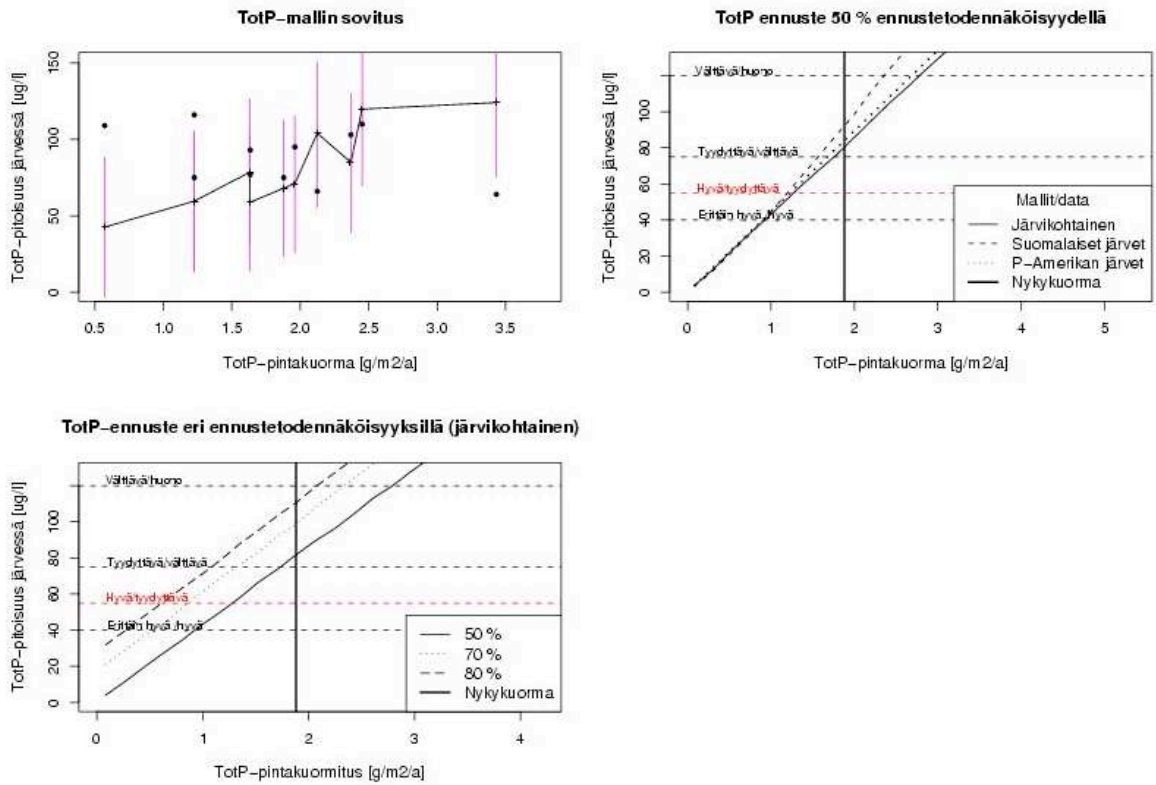 TotP−mallin sovitus
TotP−pitoisuus järvessä [ug/l]
150
100
50
0
0.5 1.0 1.5 2.0 2.5 3.0 3.5
TotP−pintakuorma [g/m2/a]
TotP ennuste 50 % ennustetodennäköisyydellä
TotP−pitoisuus järvessä [ug/l]
100
80
60
40
20
0
Välttävä/huono
Tyydyttävä/välttävä
Hyvä/tyydyttävä
Erittäin hyvä /hyvä
Mallit/data
Järvikohtainen
Suomalaiset järvet
P−Amerikan järvet
Nykykuorma
0 1 2 3 4 5
TotP−pintakuorma [g/m2/a]
TotP−ennuste eri ennustetodennäköisyyksillä (järvikohtainen)
TotP−pitoisuus järvessä [ug/l]
100
80
60
40
20
0
Välttävä/huono
Tyydyttävä/välttävä
Hyvä/tyydyttävä
Erittäin hyvä /hyvä
50 %
70 %
80 %
Nykykuorma
0 1 2 3 4
TotP−pintakuormitus [g/m2/a]